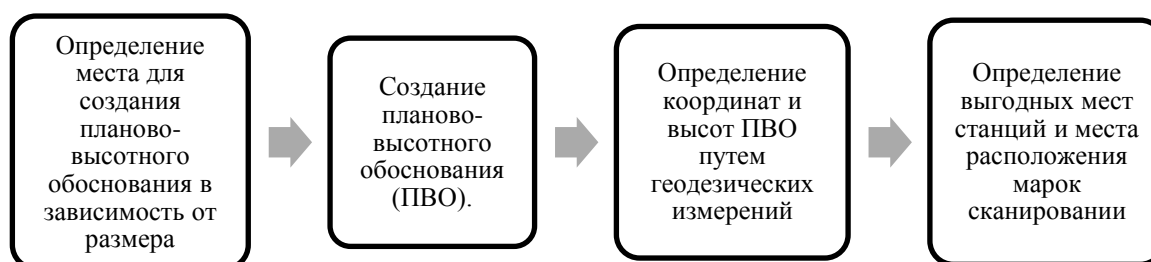 Определение
места для
создания
планово-
высотного
обоснования в
зависимость от
размера
Создание
планово-
высотного
обоснования
(ПВО).
Определение
координат и
высот ПВО
путем
геодезических
измерений
Определение
выгодных мест
станций и места
расположения
марок
сканировании